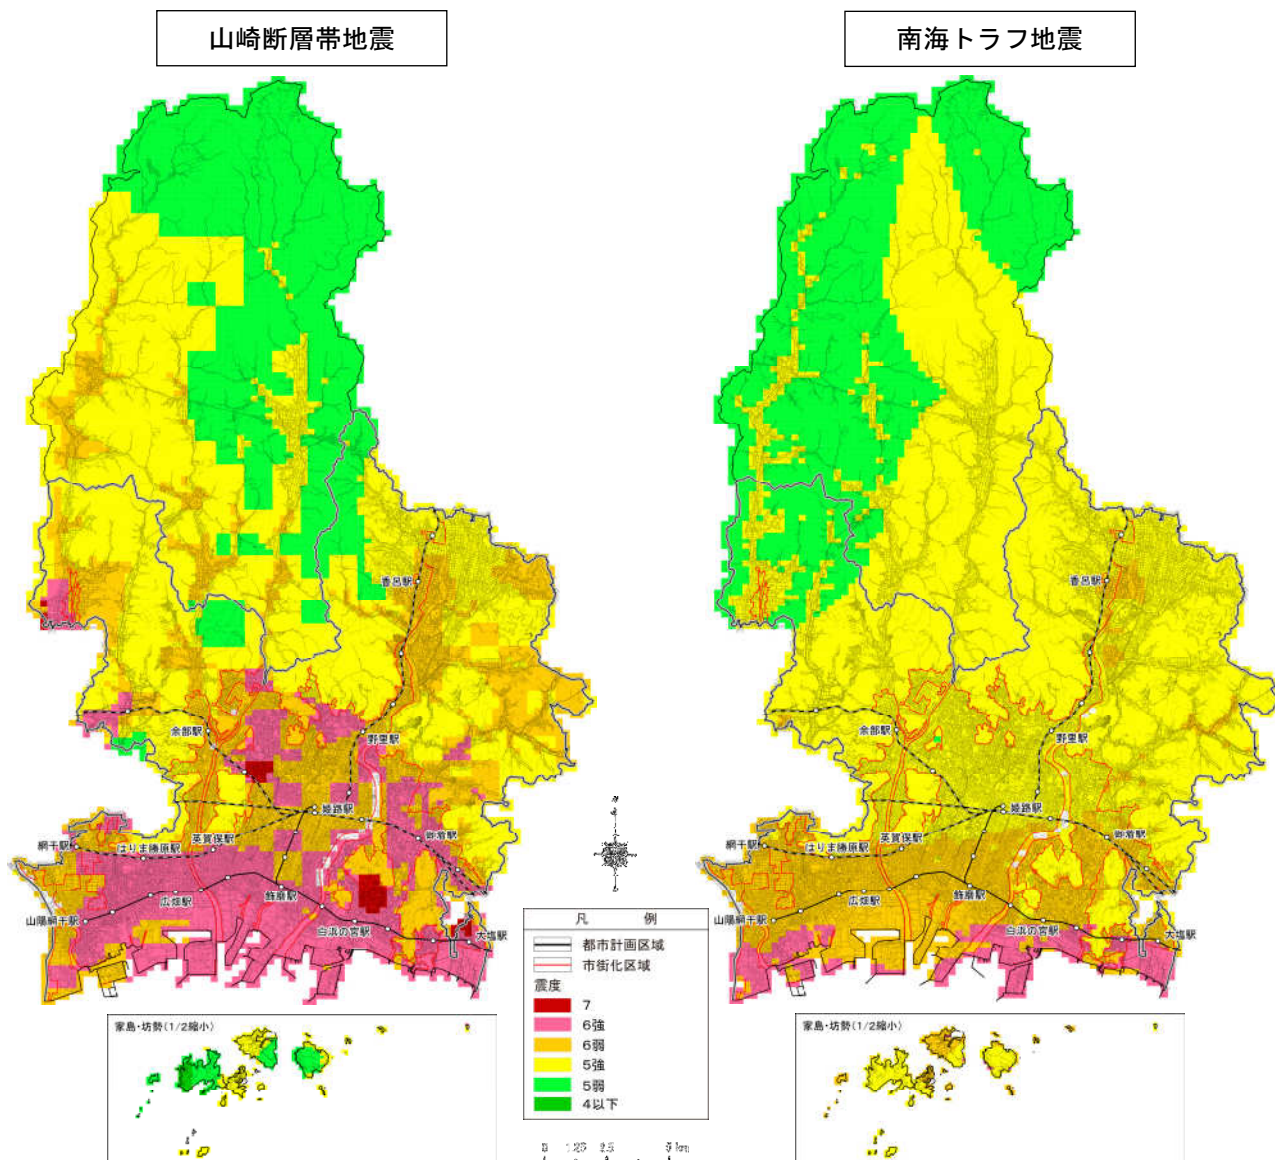 山崎断層帯地震
南海トラフ地震
香呂駅
余部駅
野里駅
姫路駅
英賀保駅
御着駅
網干駅
はりま勝原駅
飾磨駅
広畑駅
山陽網干駅
白浜の宮駅
大塩駅
香呂駅
余部駅
野里駅
姫路駅
英賀保駅
御着駅
網干駅
はりま勝原駅
飾磨駅
広畑駅
山陽網干駅
白浜の宮駅
大塩駅
凡 例
都市計画区域
市街化区域
震度
7
6強
6弱
5強
5弱
4以下
家島・坊勢(1/2縮小)
家島・坊勢(1/2縮小)
0 1.25 2.5 5 km